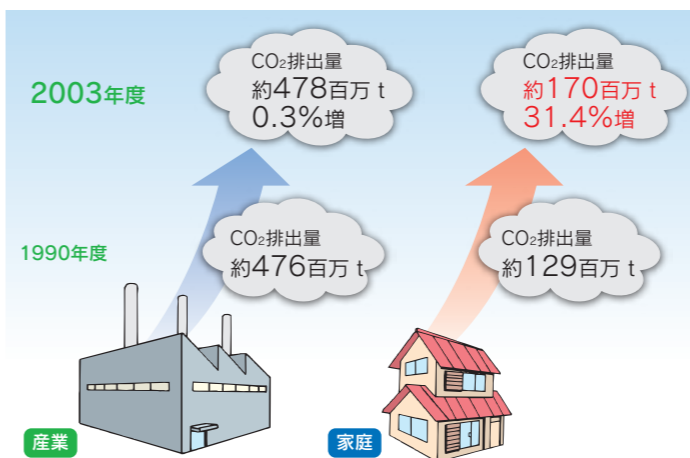 2003年度
CO₂排出量
約478百万 t
0.3%増
CO₂排出量
約170百万 t
31.4%増
1990年度
CO₂排出量
約476百万 t
CO₂排出量
約129百万 t
産業
家庭